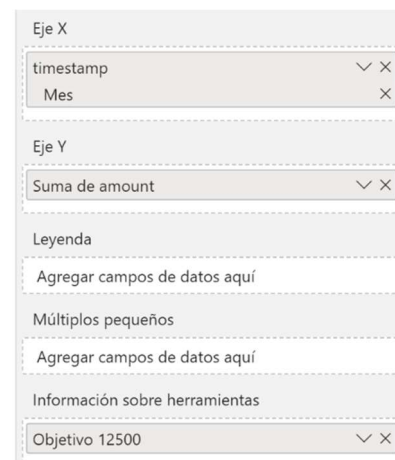 Eje X
timestamp
Mes
Eje Y
Suma de amount
Leyenda
Agregar campos de datos aquí
Múltiplos pequeños
Agregar campos de datos aquí
Información sobre herramientas
Objetivo 12500